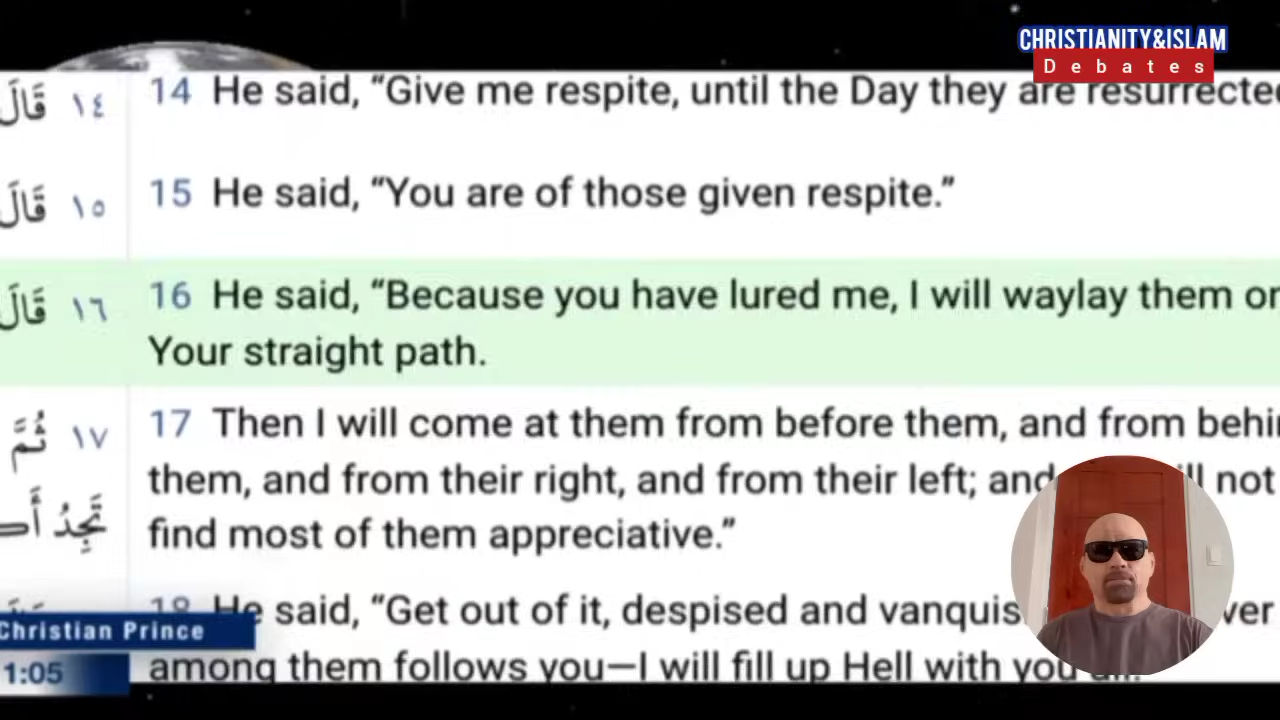 CHRISTIANITY&ISLAM
Debates
قَالَ ١٤ 14 He said, “Give me respite, until the Day they are resurrected
قَالَ ١٥ 15 He said, “You are of those given respite.”
قَالَ ١٦ 16 He said, “Because you have lured me, I will waylay them
Your straight path.
ثُمَّ ١٧ 17 Then I will come at them from before them, and from
them, and from their right, and from their left; and not
تَجِدُ find most of them appreciative.”
18 He said, “Get out of it, despised and
among them follows you—I will fill up Hell with you all.
Christian Prince
1:05